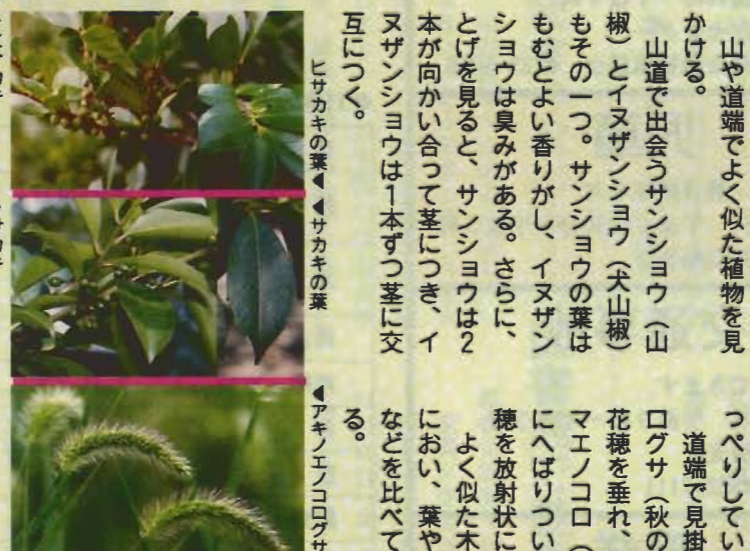 山や道端でよく似た植物を見
かける。
山道で出会うサンショウ（山
椒）とイヌザンショウ（犬山椒）
もその一つ。サンショウの葉は
もむとよい香りがし、イヌザン
ショウは臭みがある。さらに、
とげを見ると、サンショウは2
本が向かい合って茎につき、イ
ヌザンショウは1本ずつ茎に交
互につく。
ヒサカキの葉◀
◀サカキの葉
っぺりしてい
道端で見掛
ログサ（秋の
花穂を垂れ、
マエノコロ（
にへばりつい
穂を放射状に
よく似た木
におい、葉や
などを比べて
る。
◀アキノエノコログサ